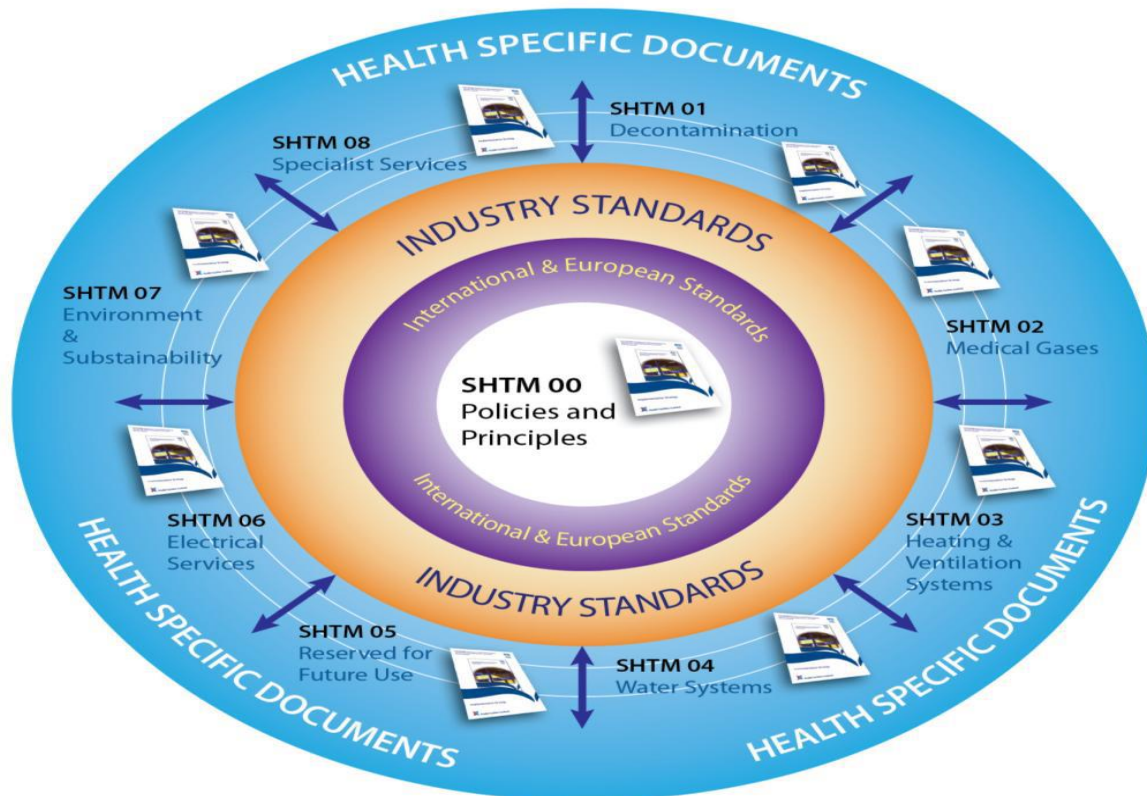 HEALTH SPECIFIC DOCUMENTS
SHTM 01
Decontamination
SHTM 08
Specialist Services
INDUSTRY STANDARDS
International & European Standards
SHTM 07
Environment
&
Substainability
SHTM 02
Medical Gases
SHTM 00
Policies and
Principles
International & European Standards
INDUSTRY STANDARDS
SHTM 06
Electrical
Services
SHTM 03
Heating &
Ventilation
Systems
SHTM 05
Reserved for
Future Use
SHTM 04
Water Systems
HEALTH SPECIFIC DOCUMENTS
HEALTH SPECIFIC DOCUMENTS